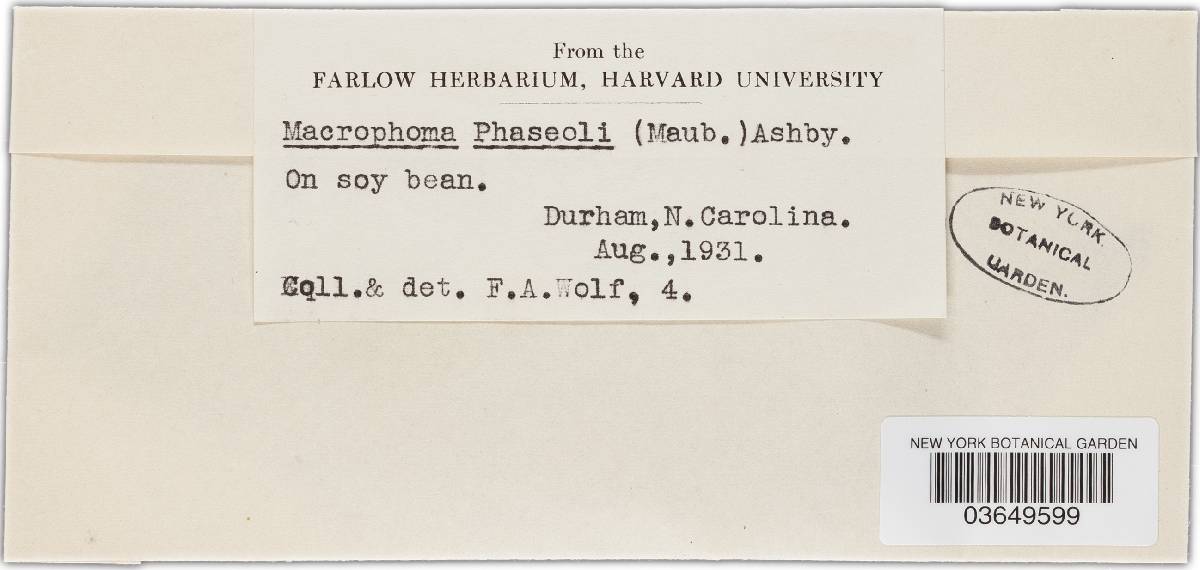 From the
FARLOW HERBARIUM, HARVARD UNIVERSITY
Macrophoma Phaseoli (Maub.)Ashby.
On soy bean.
Durham,N.Carolina.
Aug.,1931.
Coll.& det. F.A.Wolf, 4.
NEW YORK
BOTANICAL
GARDEN.
NEW YORK BOTANICAL GARDEN
03649599